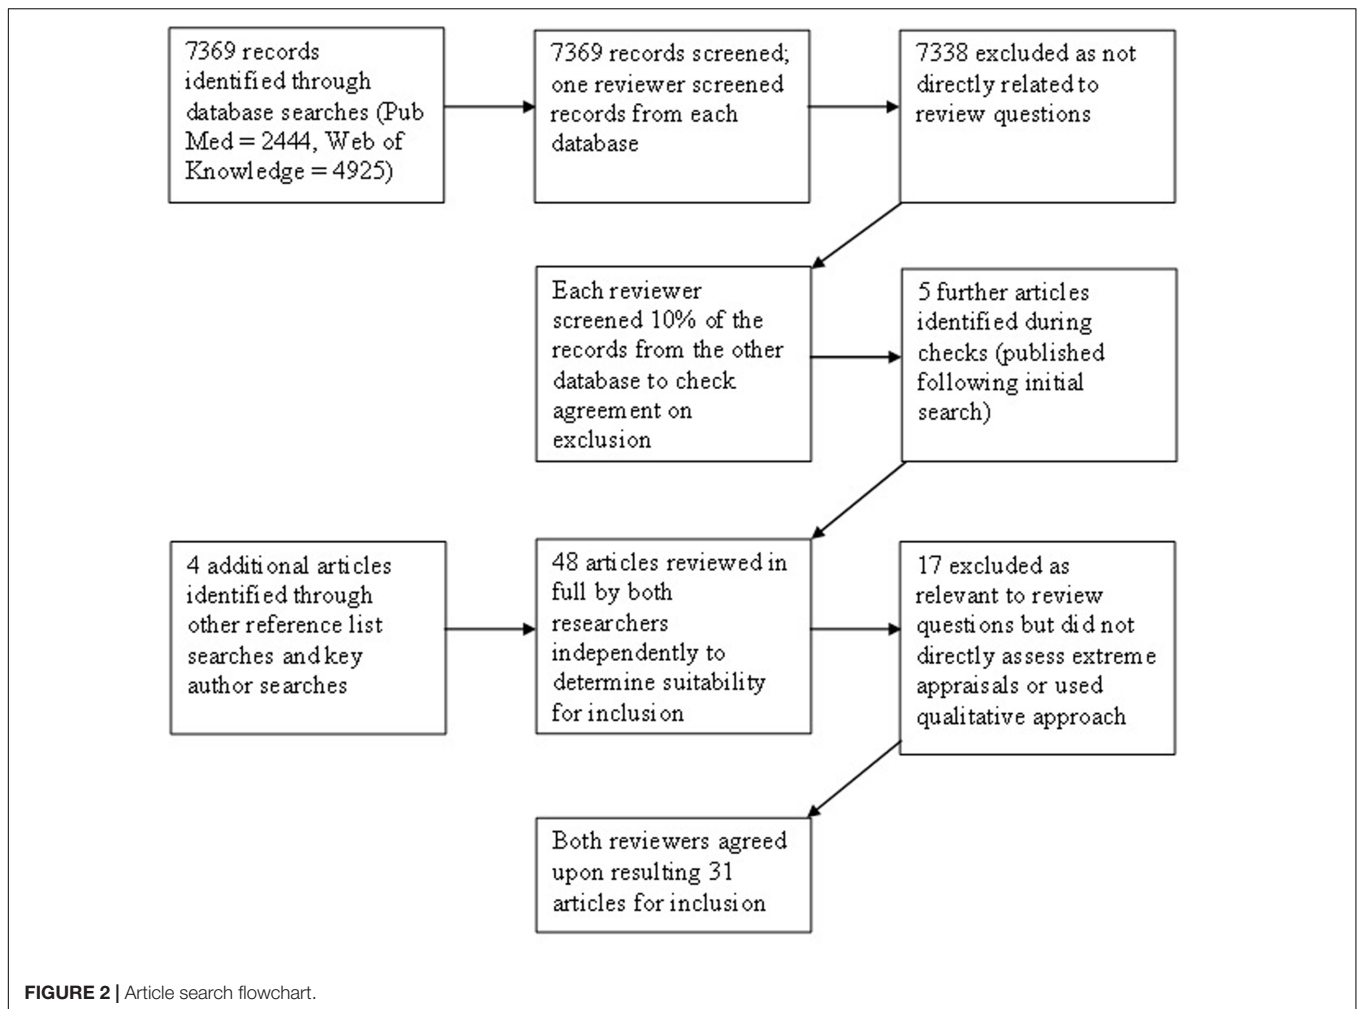 7369 records
identified through
database searches (Pub
Med = 2444, Web of
Knowledge = 4925)
7369 records screened;
one reviewer screened
records from each
database
7338 excluded as not
directly related to
review questions
Each reviewer
screened 10% of the
records from the other
database to check
agreement on
exclusion
5 further articles
identified during
checks (published
following initial
search)
4 additional articles
identified through
other reference list
searches and key
author searches
48 articles reviewed in
full by both
researchers
independently to
determine suitability
for inclusion
17 excluded as
relevant to review
questions but did not
directly assess extreme
appraisals or used
qualitative approach
Both reviewers agreed
upon resulting 31
articles for inclusion
FIGURE 2 | Article search flowchart.